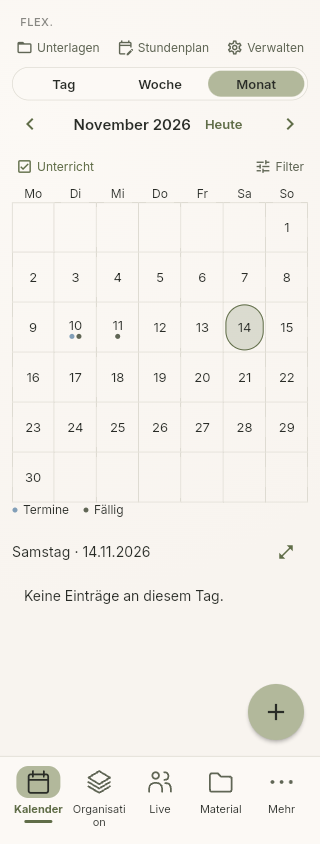 FLEX.
Unterlagen Stundenplan Verwalten
Tag Woche Monat
November 2026 Heute
Unterricht Filter
Mo Di Mi Do Fr Sa So
1
2 3 4 5 6 7 8
9 10 11 12 13 14 15
16 17 18 19 20 21 22
23 24 25 26 27 28 29
30
Termine Fällig
Samstag · 14.11.2026
Keine Einträge an diesem Tag.
Kalender Organisati Live Material Mehr
on